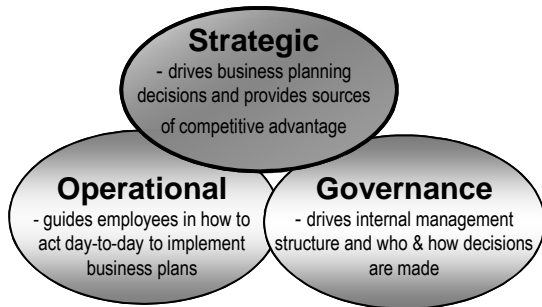 Strategic
- drives business planning
decisions and provides sources
of competitive advantage
Operational
- guides employees in how to
act day-to-day to implement
business plans
Governance
- drives internal management
structure and who & how decisions
are made